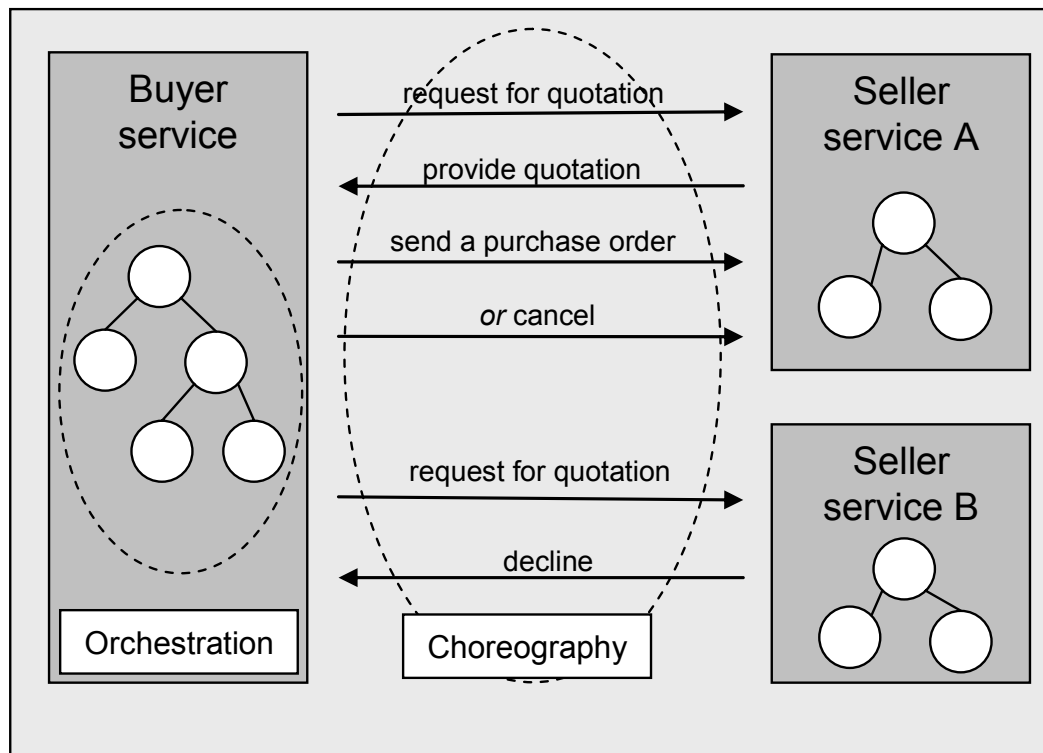 Buyer
service
request for quotation
provide quotation
send a purchase order
or cancel
request for quotation
decline
Seller
service A
Seller
service B
Orchestration
Choreography